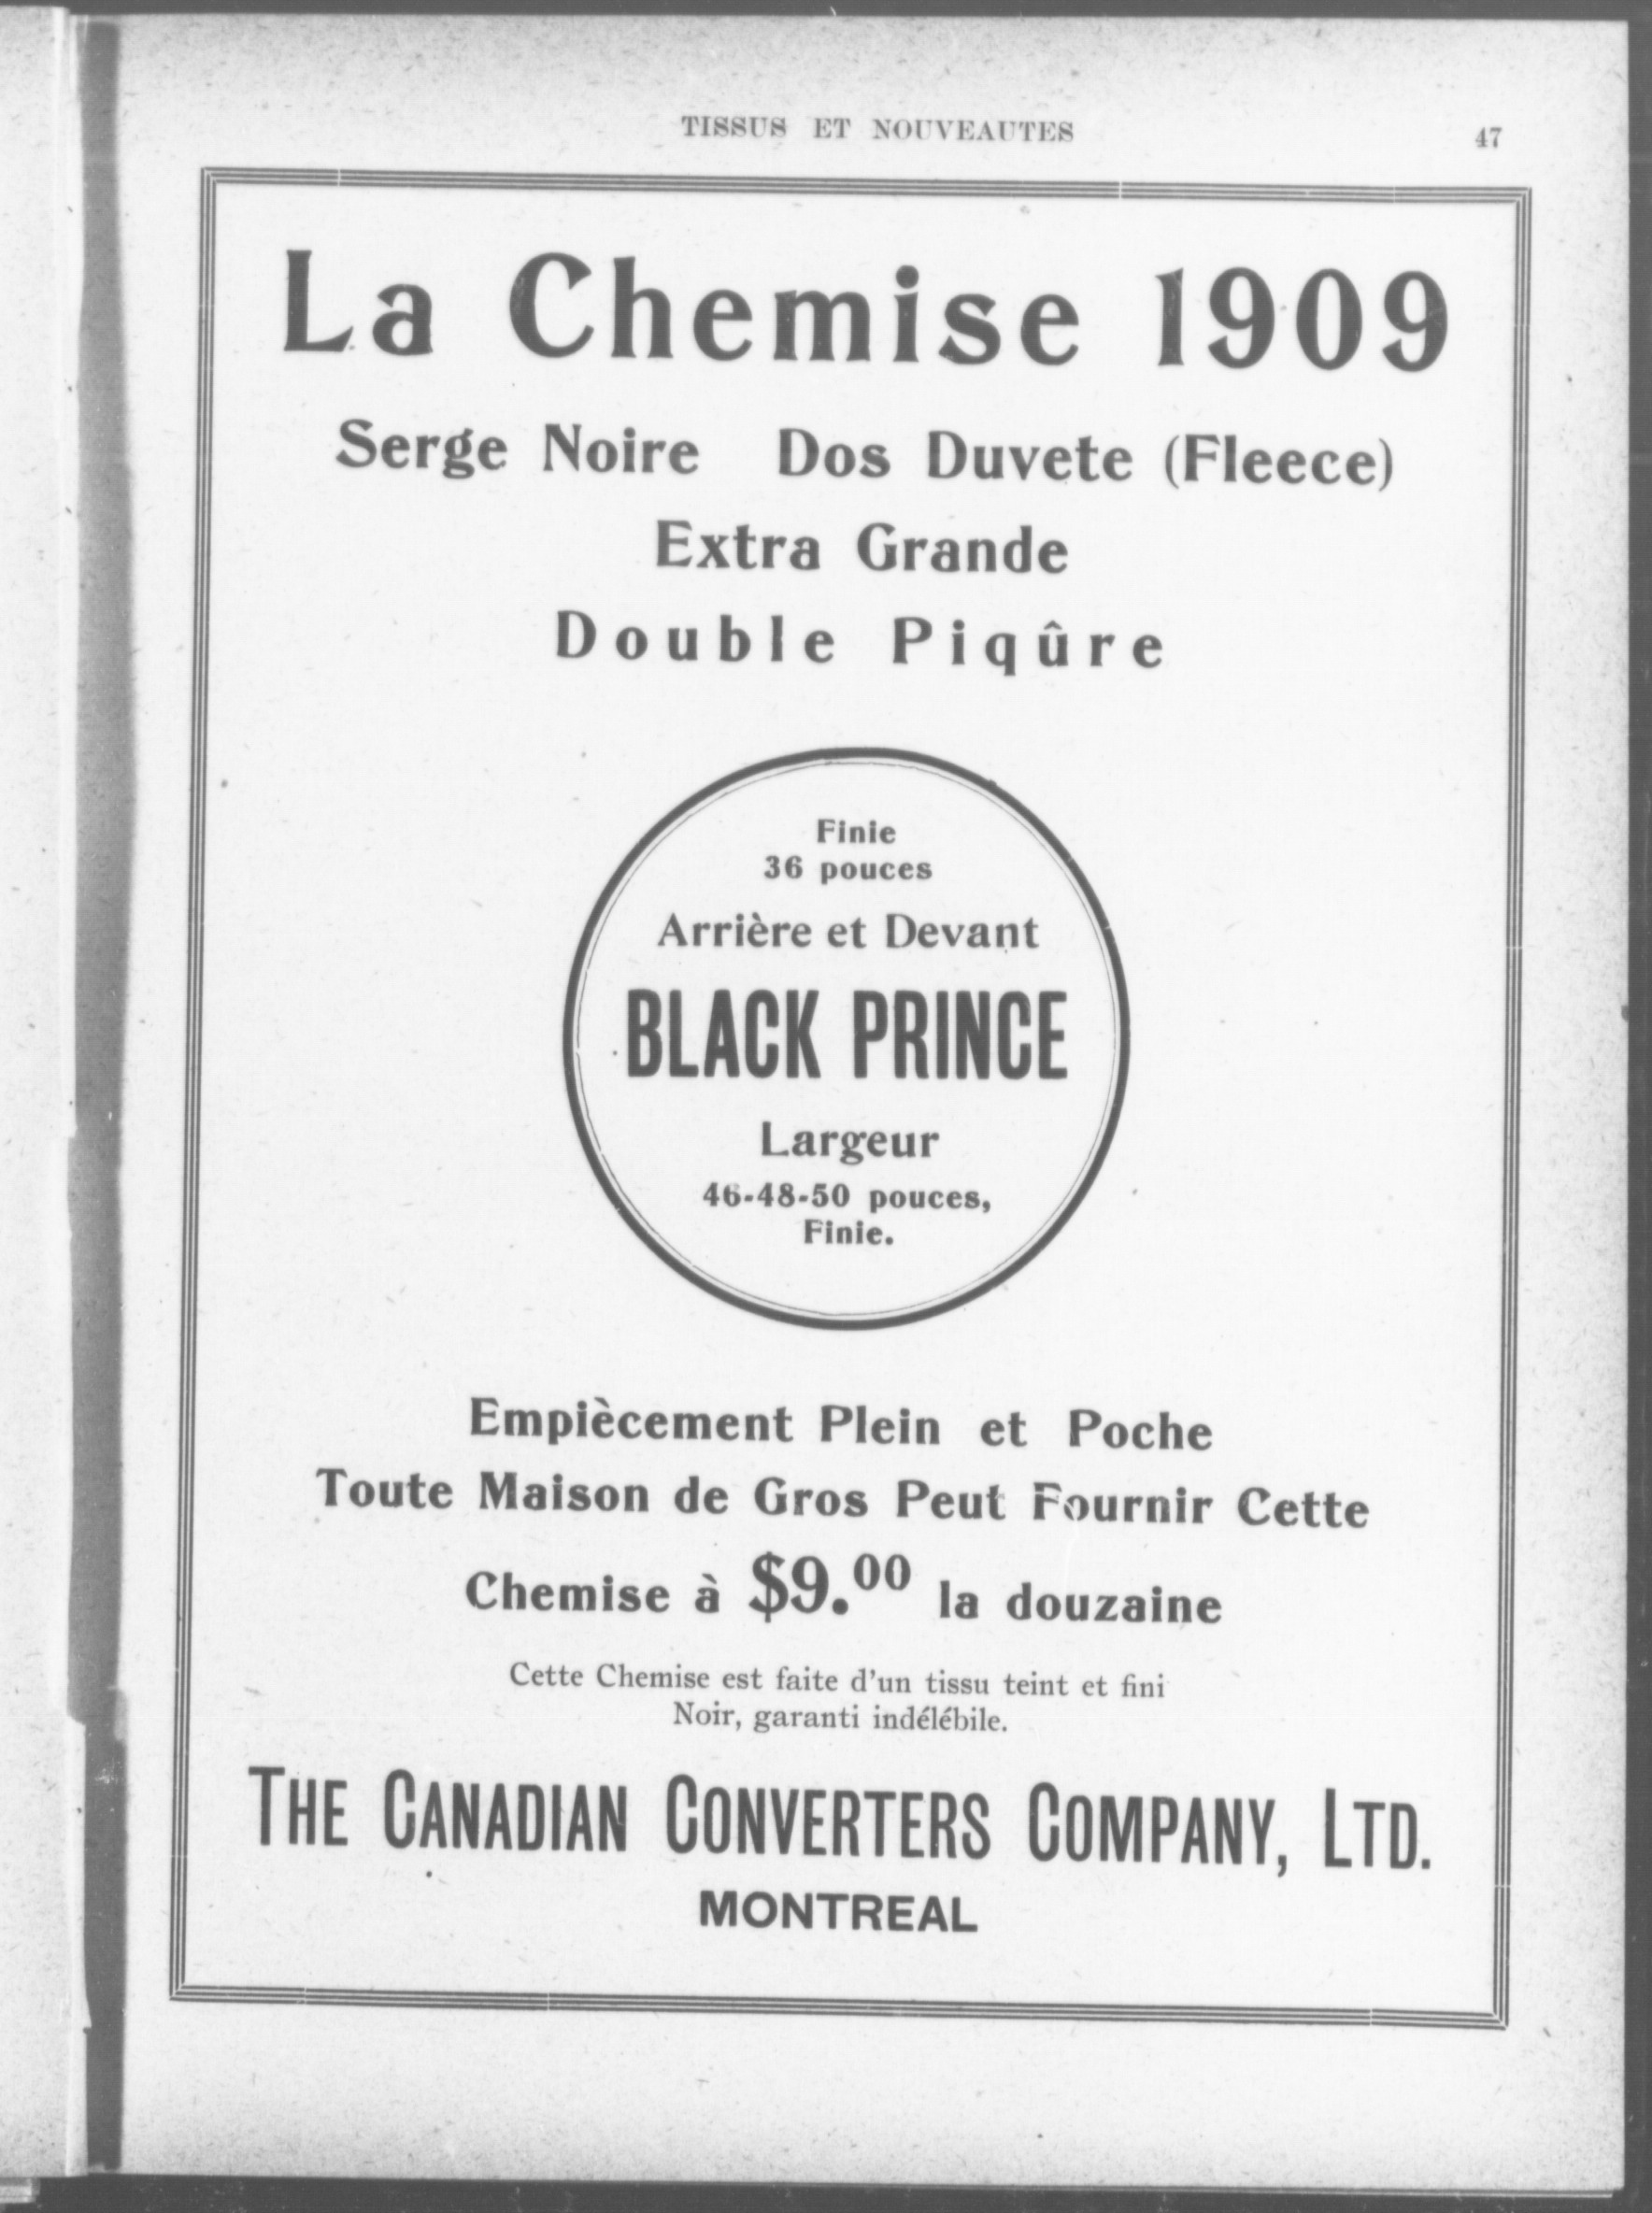 TISSUS ET NOUVEAUTES 47
La Chemise 1909
Serge Noire Dos Duvete (Fleece)
Extra Grande
Double Piqûre
Finie
36 pouces
Arrière et Devant
BLACK PRINCE
Largeur
46-48-50 pouces,
Finie.
Empiècement Plein et Poche
Toute Maison de Gros Peut Fournir Cette
Chemise à $9.00 la douzaine
Cette Chemise est faite d'un tissu teint et fini
Noir, garanti indélébile.
THE CANADIAN CONVERTERS COMPANY, LTD.
MONTREAL